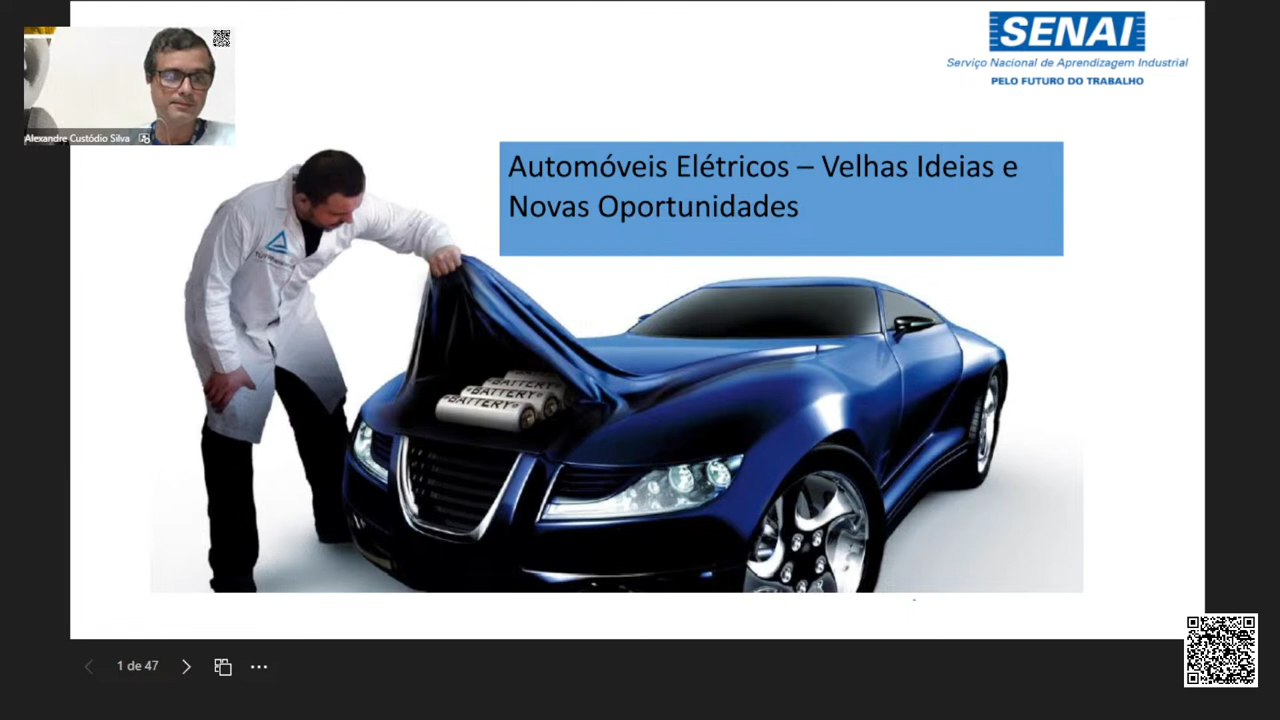 SENAI
Serviço Nacional de Aprendizagem Industrial
PELO FUTURO DO TRABALHO
Alexandre Custódio Silva
Automóveis Elétricos – Velhas Ideias e
Novas Oportunidades
BATTERY
BATTERY
BATTERY
1 de 47